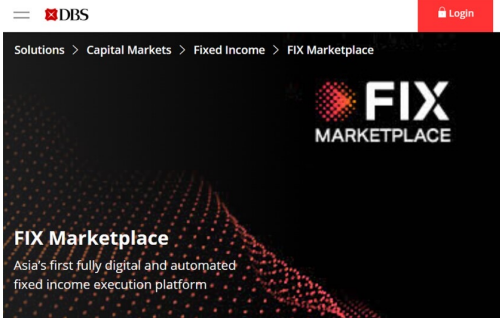 DBS
Login
Solutions > Capital Markets > Fixed Income > FIX Marketplace
FIX
MARKETPLACE
FIX Marketplace
Asia's first fully digital and automated
fixed income execution platform